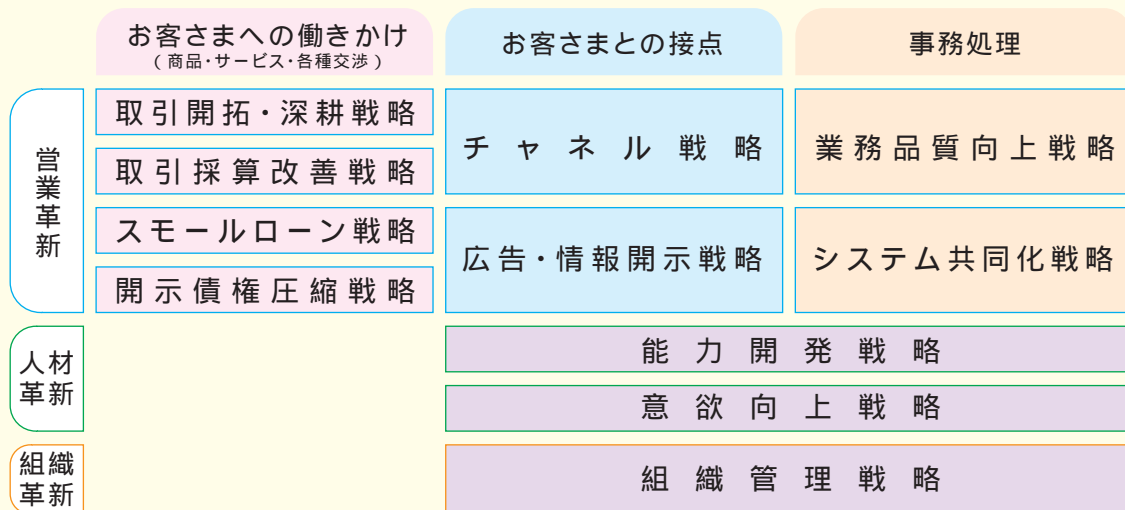 お客さまへの働きかけ
(商品・サービス・各種交渉)
お客さまとの接点
事務処理
営業革新
取引開拓・深耕戦略
取引採算改善戦略
スモールローン戦略
開示債権圧縮戦略
チャネル戦略
広告・情報開示戦略
業務品質向上戦略
システム共同化戦略
人材
革新
能力開発戦略
意欲向上戦略
組織
革新
組織管理戦略